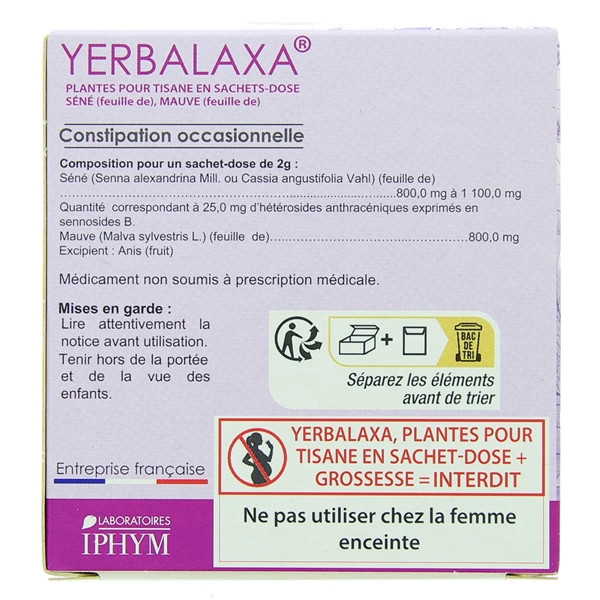 YERBALAXA®
PLANTES POUR TISANE EN SACHETS-DOSE
SÉNÉ (feuille de), MAUVE (feuille de)
Constipation occasionnelle
Composition pour un sachet-dose de 2g :
Séné (Senna alexandrina Mill. ou Cassia angustifolia Vahl) (feuille de)
……………………………………………………......................800,0 mg à 1 100,0 mg
Quantité correspondant à 25,0 mg d'hétérosides anthracéniques exprimés en
sennosides B.
Mauve (Malva sylvestris L.) (feuille de)....……………………...………………800,0 mg
Excipient : Anis (fruit)
Médicament non soumis à prescription médicale.
Mises en garde :
Lire attentivement la
notice avant utilisation.
Tenir hors de la portée
et de la vue des
enfants.
BAC
DE
TRI
Séparez les éléments
avant de trier
Entreprise française
LABORATOIRES
IPHYM
YERBALAXA, PLANTES POUR
TISANE EN SACHET-DOSE +
GROSSESSE = INTERDIT
Ne pas utiliser chez la femme
enceinte